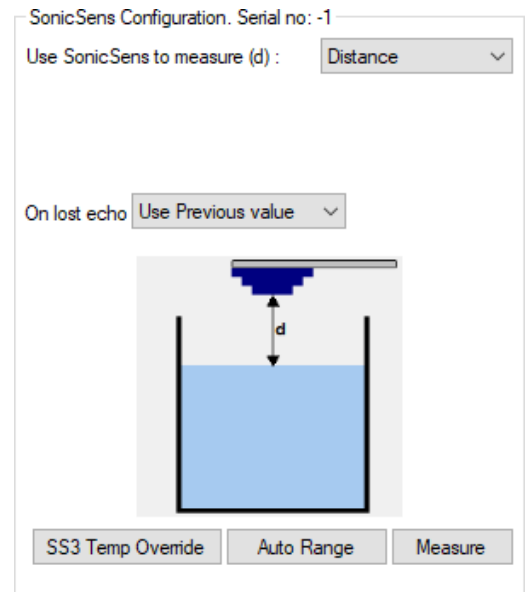 SonicSens Configuration. Serial no: -1
Use SonicSens to measure (d) : Distance
On lost echo Use Previous value
d
SS3 Temp Override Auto Range Measure